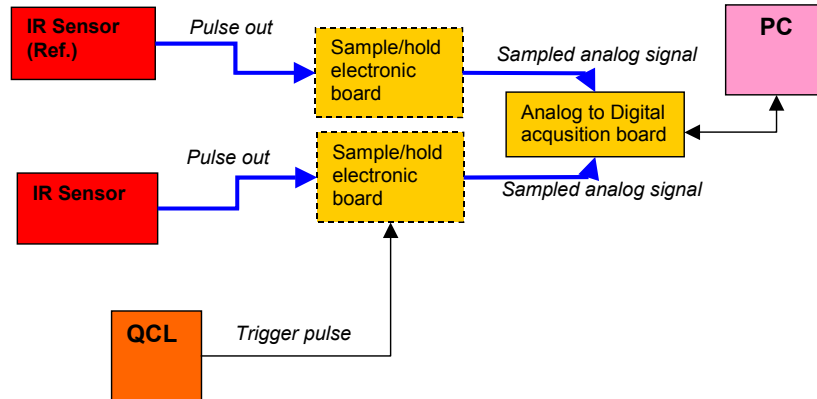 IR Sensor
(Ref.)
Pulse out
Sample/hold
electronic
board
Sampled analog signal
PC
Analog to Digital
acqusition board
IR Sensor
Pulse out
Sample/hold
electronic
board
Sampled analog signal
QCL
Trigger pulse